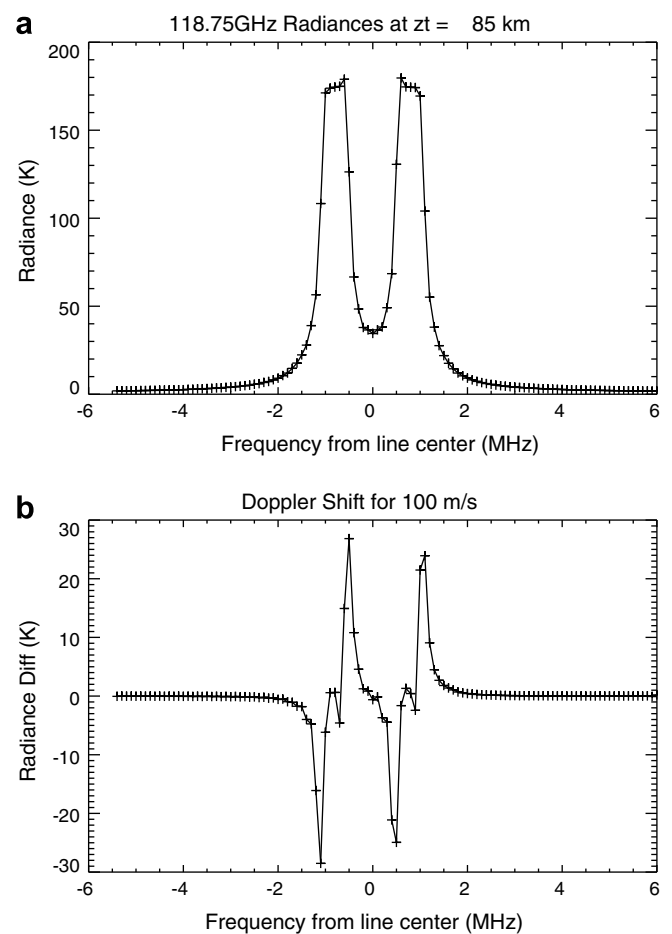 a
118.75GHz Radiances at zt = 85 km
200
150
100
50
0
Radiance (K)
-6 -4 -2 0 2 4 6
Frequency from line center (MHz)
b
Doppler Shift for 100 m/s
30
20
10
0
-10
-20
-30
Radiance Diff (K)
-6 -4 -2 0 2 4 6
Frequency from line center (MHz)